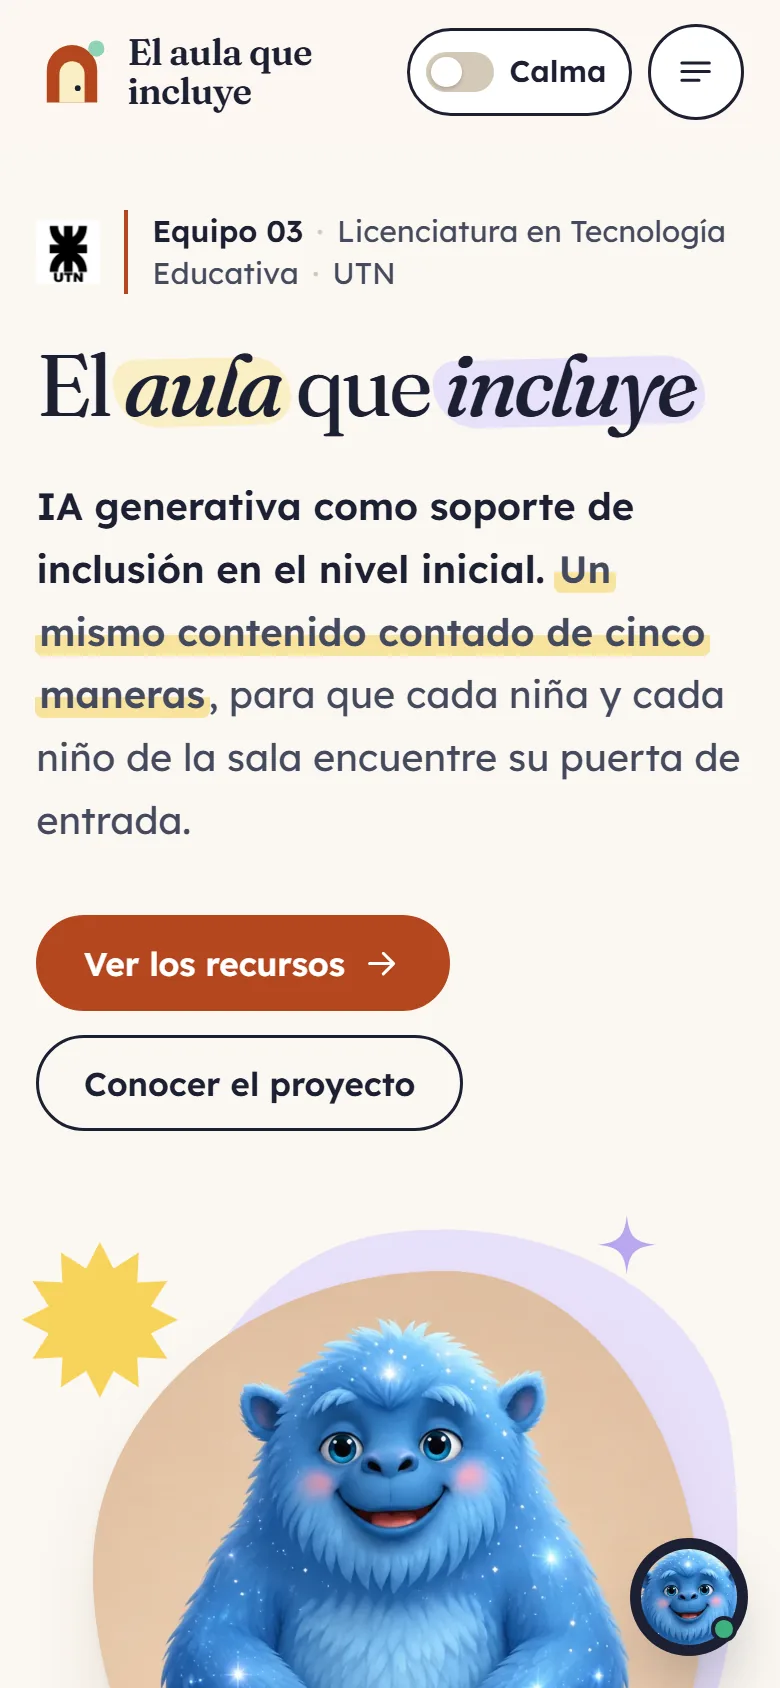 El aula que
incluye
Calma
UTN
Equipo 03 · Licenciatura en Tecnología
Educativa · UTN
El aula que incluye
IA generativa como soporte de
inclusión en el nivel inicial. Un
mismo contenido contado de cinco
maneras, para que cada niña y cada
niño de la sala encuentre su puerta de
entrada.
Ver los recursos →
Conocer el proyecto